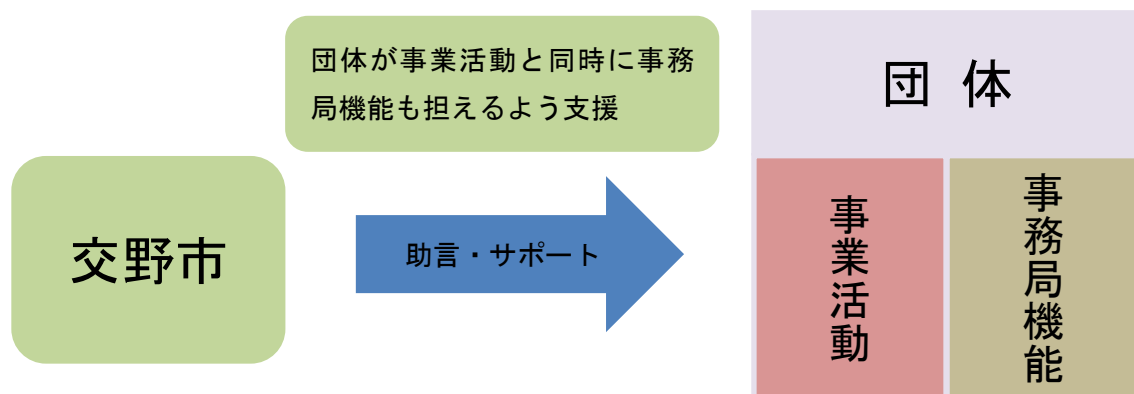 団体が事業活動と同時に事務
局機能も担えるよう支援
団体
交野市
助言・サポート
事業活動
事務局機能